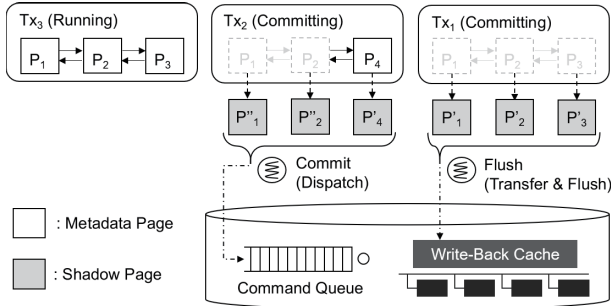 Tx3 (Running)
P1 P2 P3
Tx2 (Committing)
P1 P2 P4
Tx1 (Committing)
P1 P2 P3
P"1 P"2 P'4
P'1 P'2 P'3
Commit
(Dispatch)
Flush
(Transfer & Flush)
: Metadata Page
: Shadow Page
Command Queue
Write-Back Cache